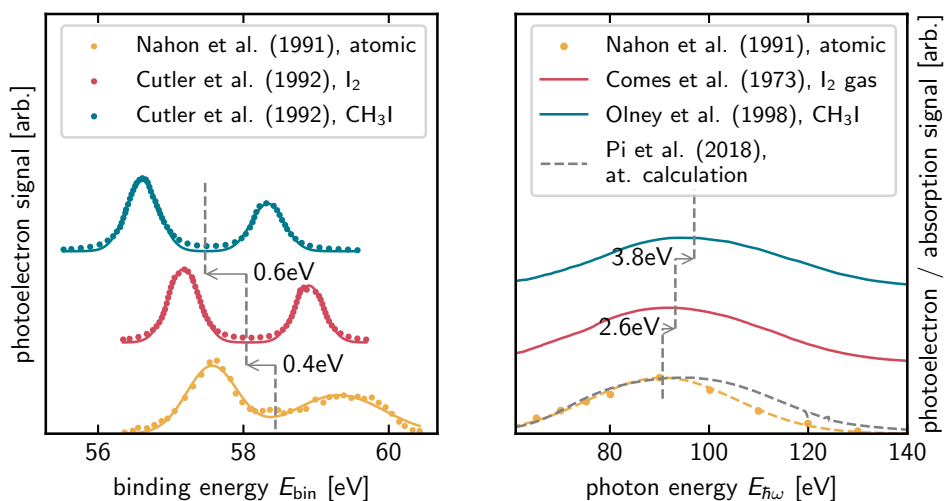 Nahon et al. (1991), atomic
Cutler et al. (1992), I₂
Cutler et al. (1992), CH₃I
photoelectron signal [arb.]
0.6eV
0.4eV
56
58
60
binding energy E_bin [eV]
Nahon et al. (1991), atomic
Comes et al. (1973), I₂ gas
Olney et al. (1998), CH₃I
Pi et al. (2018),
at. calculation
3.8eV
2.6eV
80
100
120
140
photon energy E_ℏω [eV]
photoelectron / absorption signal [arb.]